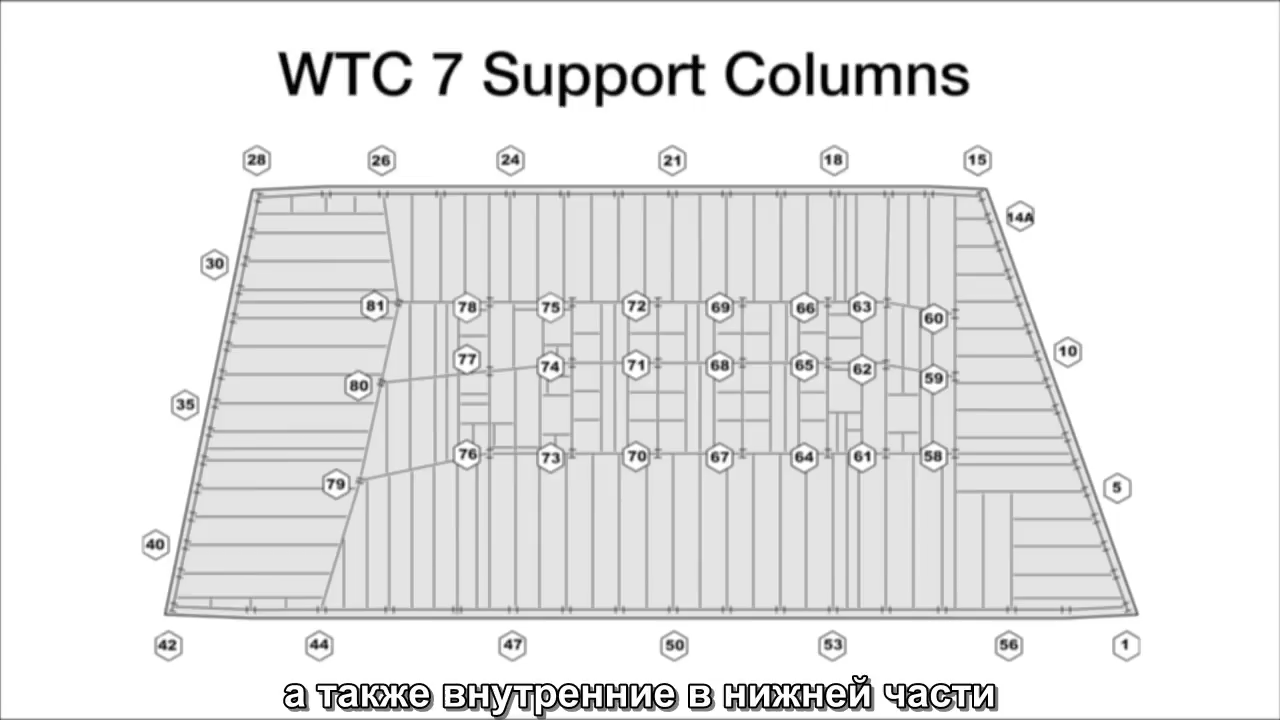 WTC 7 Support Columns
28 26 24 21 18 15
14A
30
81 78 75 72 69 66 63 60
10
77 74 71 68 65 62 59
80
35
76 73 70 67 64 61 58
79 5
40
42 44 47 50 53 56 1
а также внутренние в нижней части